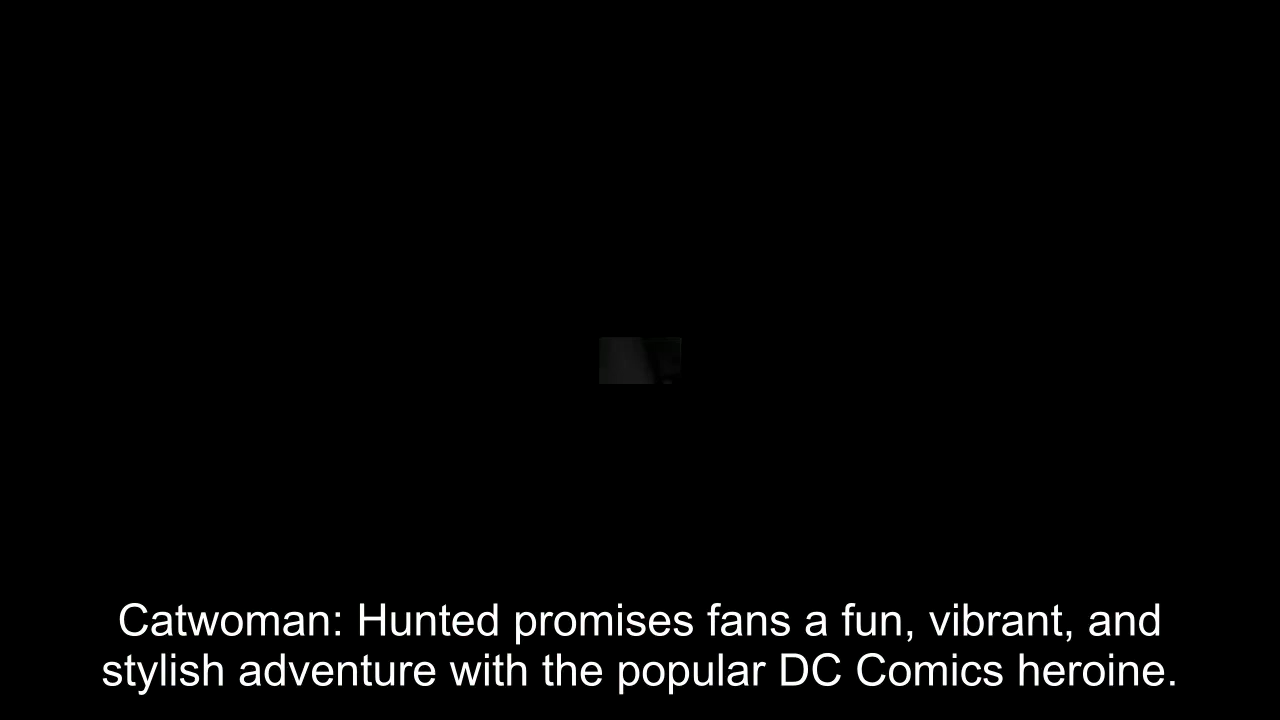 Catwoman: Hunted promises fans a fun, vibrant, and
stylish adventure with the popular DC Comics heroine.